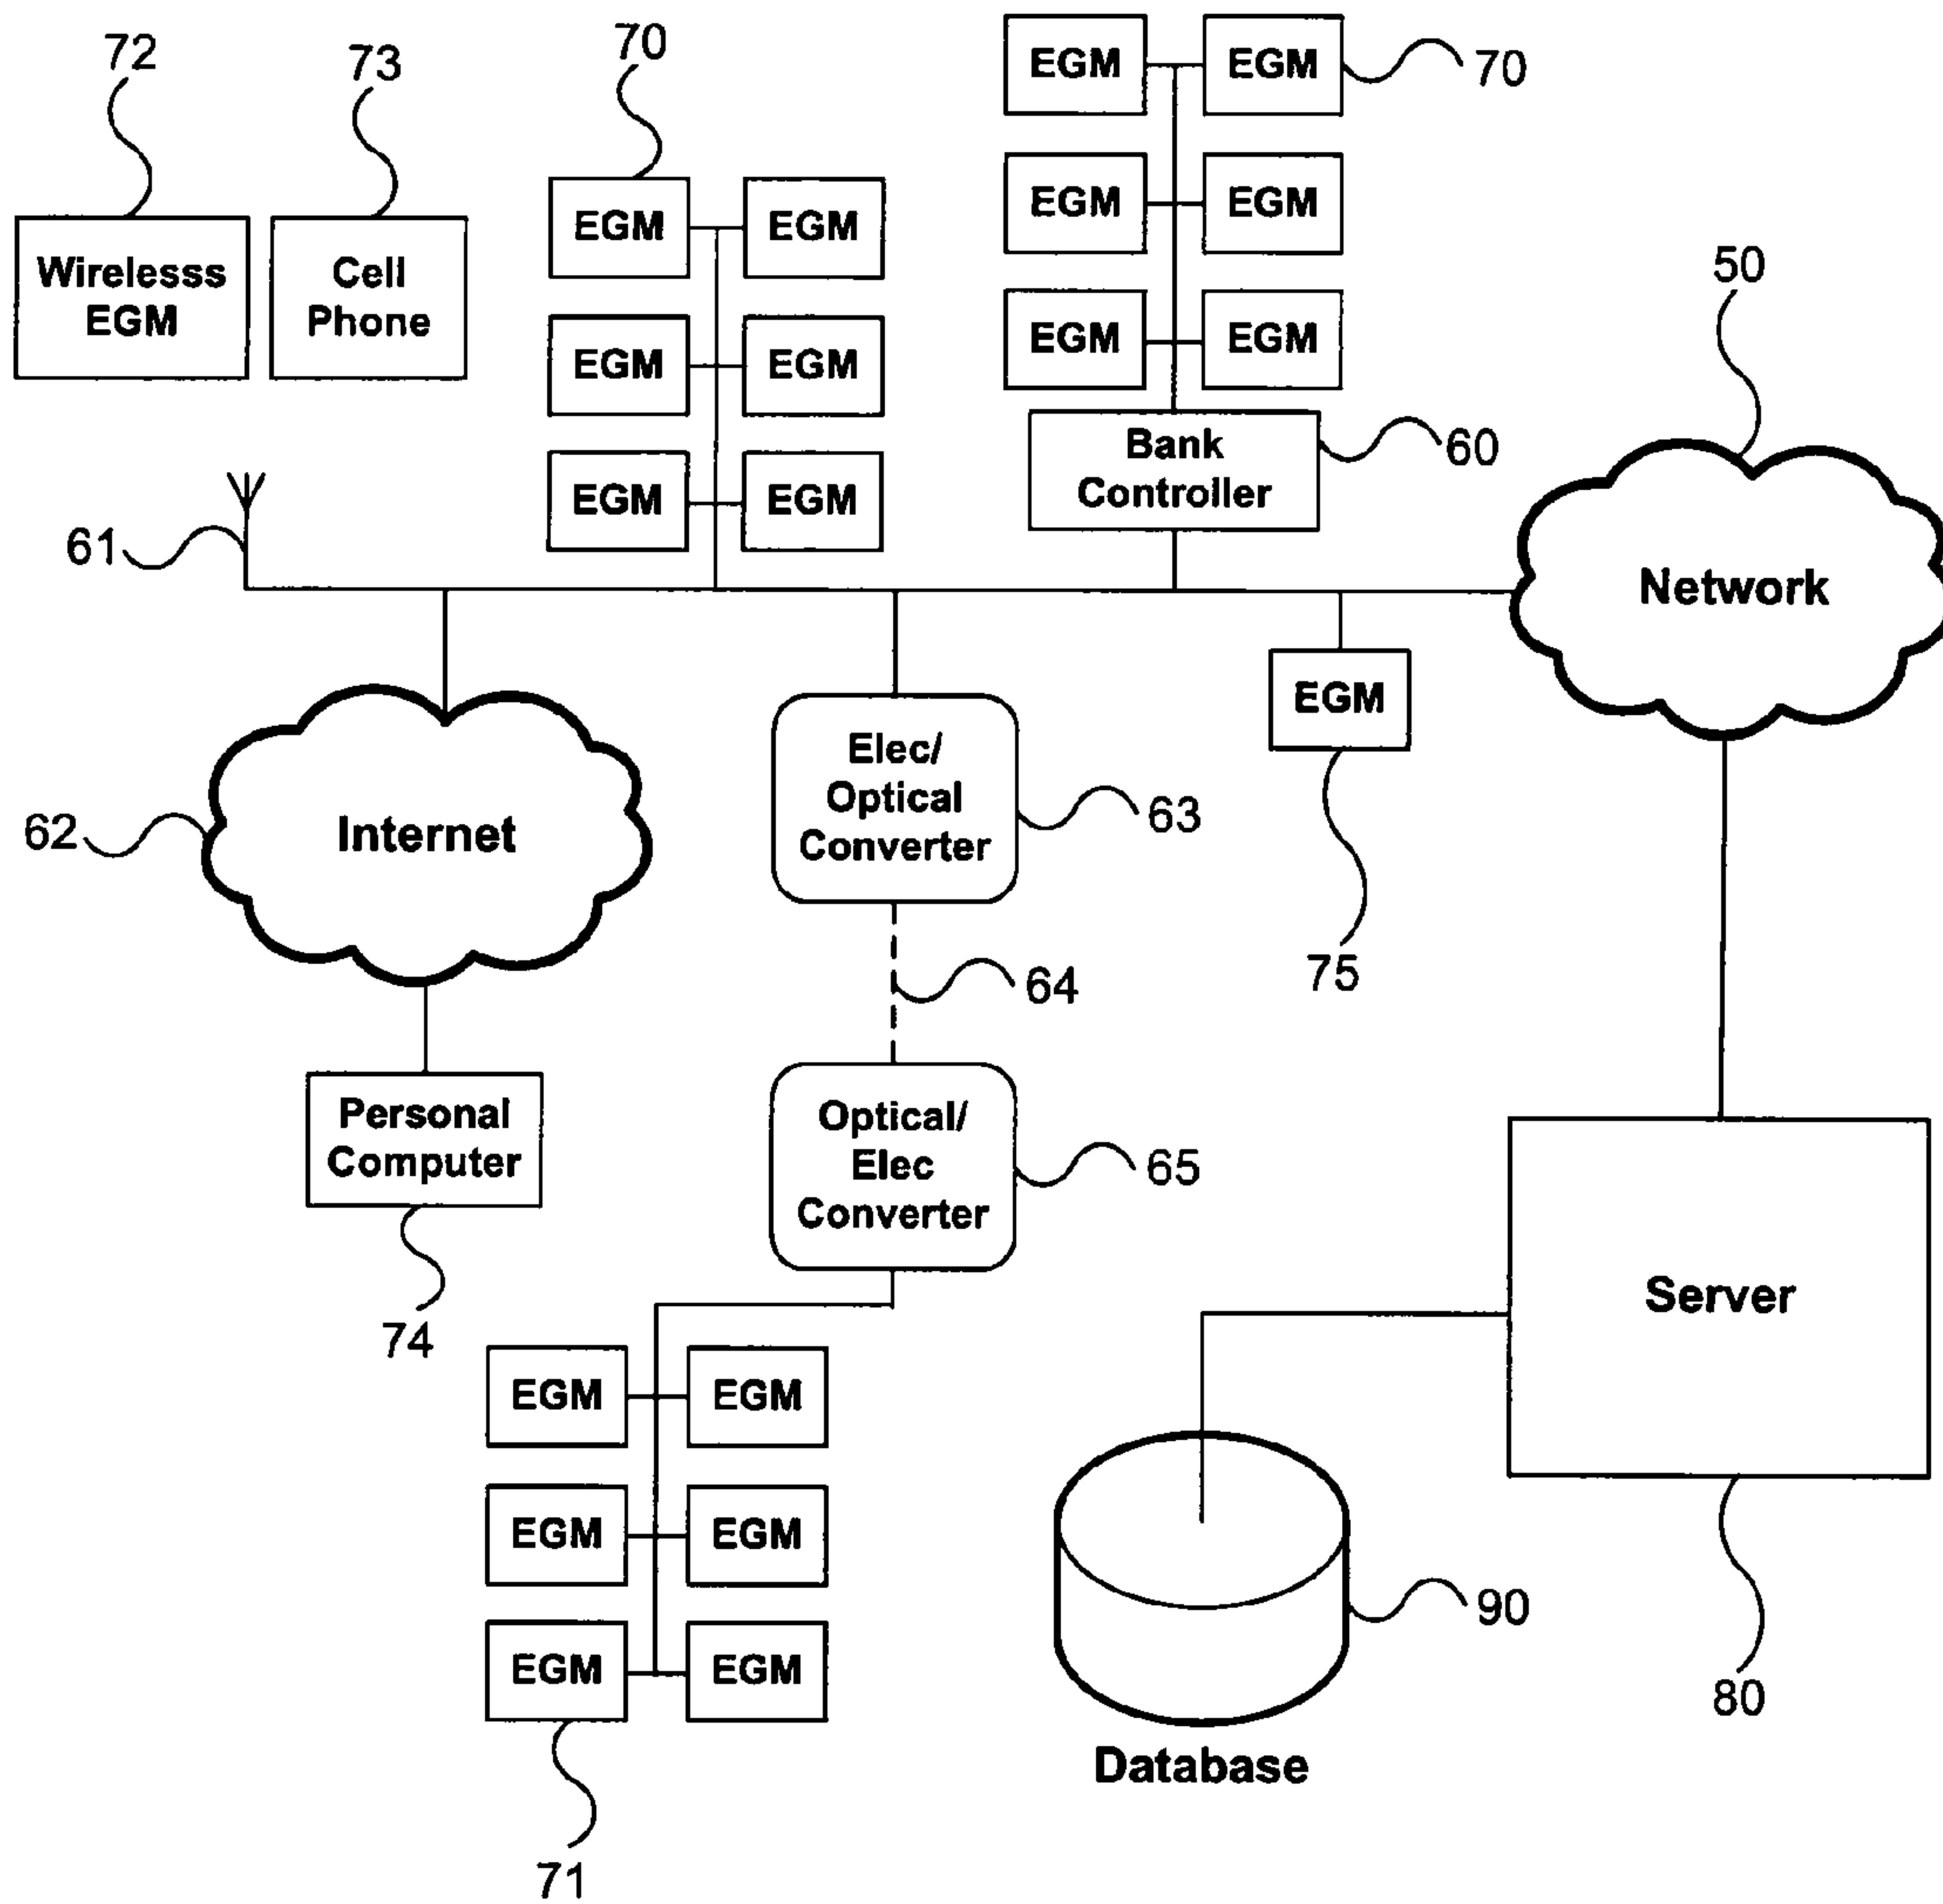 72
73
70
EGM
EGM
70
EGM
EGM
EGM
EGM
Wirelesss
EGM
Cell
Phone
EGM
EGM
EGM
EGM
EGM
EGM
50
Bank
Controller
60
EGM
EGM
61
Network
EGM
75
Elec/
Optical
Converter
63
62
Internet
64
Personal
Computer
74
Optical/
Elec
Converter
65
Server
80
EGM
EGM
EGM
EGM
EGM
EGM
71
90
Database